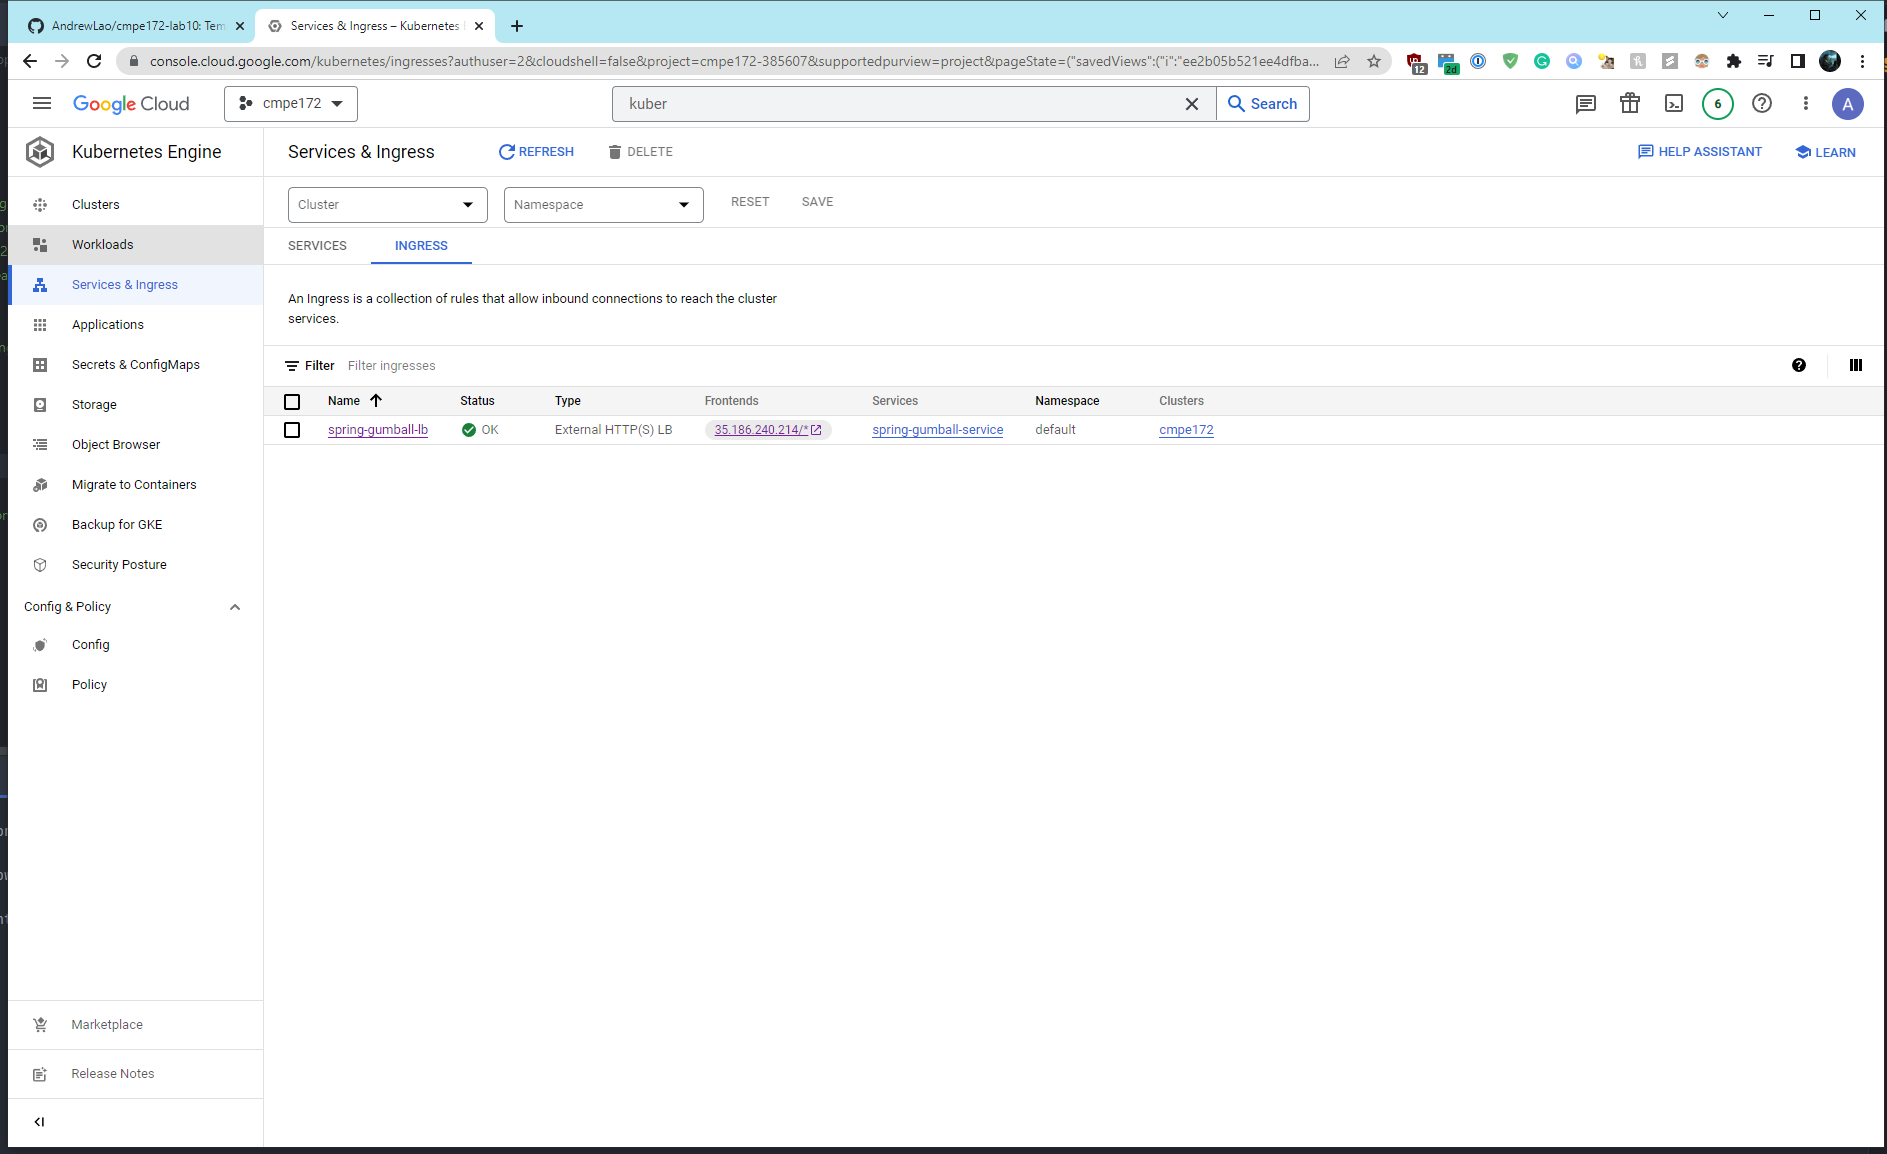 AndrewLao/cmpe172-lab10: Tem
Services & Ingress – Kubernetes E
console.cloud.google.com/kubernetes/ingresses?authuser=2&cloudshell=false&project=cmpe172-385607&supportedpurview=project&pageState=("savedViews":("i":"ee2b05b521ee4dfba...
12
2d
Google Cloud
cmpe172
kuber
Search
6
A
Kubernetes Engine
Services & Ingress
REFRESH
DELETE
HELP ASSISTANT
LEARN
Clusters
Workloads
Services & Ingress
Applications
Secrets & ConfigMaps
Storage
Object Browser
Migrate to Containers
Backup for GKE
Security Posture
Config & Policy
Config
Policy
Marketplace
Release Notes
Cluster
Namespace
RESET
SAVE
SERVICES
INGRESS
An Ingress is a collection of rules that allow inbound connections to reach the cluster
services.
Filter
Filter ingresses
Name Status Type Frontends Services Namespace Clusters
spring-gumball-lb OK External HTTP(S) LB 35.186.240.214/* spring-gumball-service default cmpe172